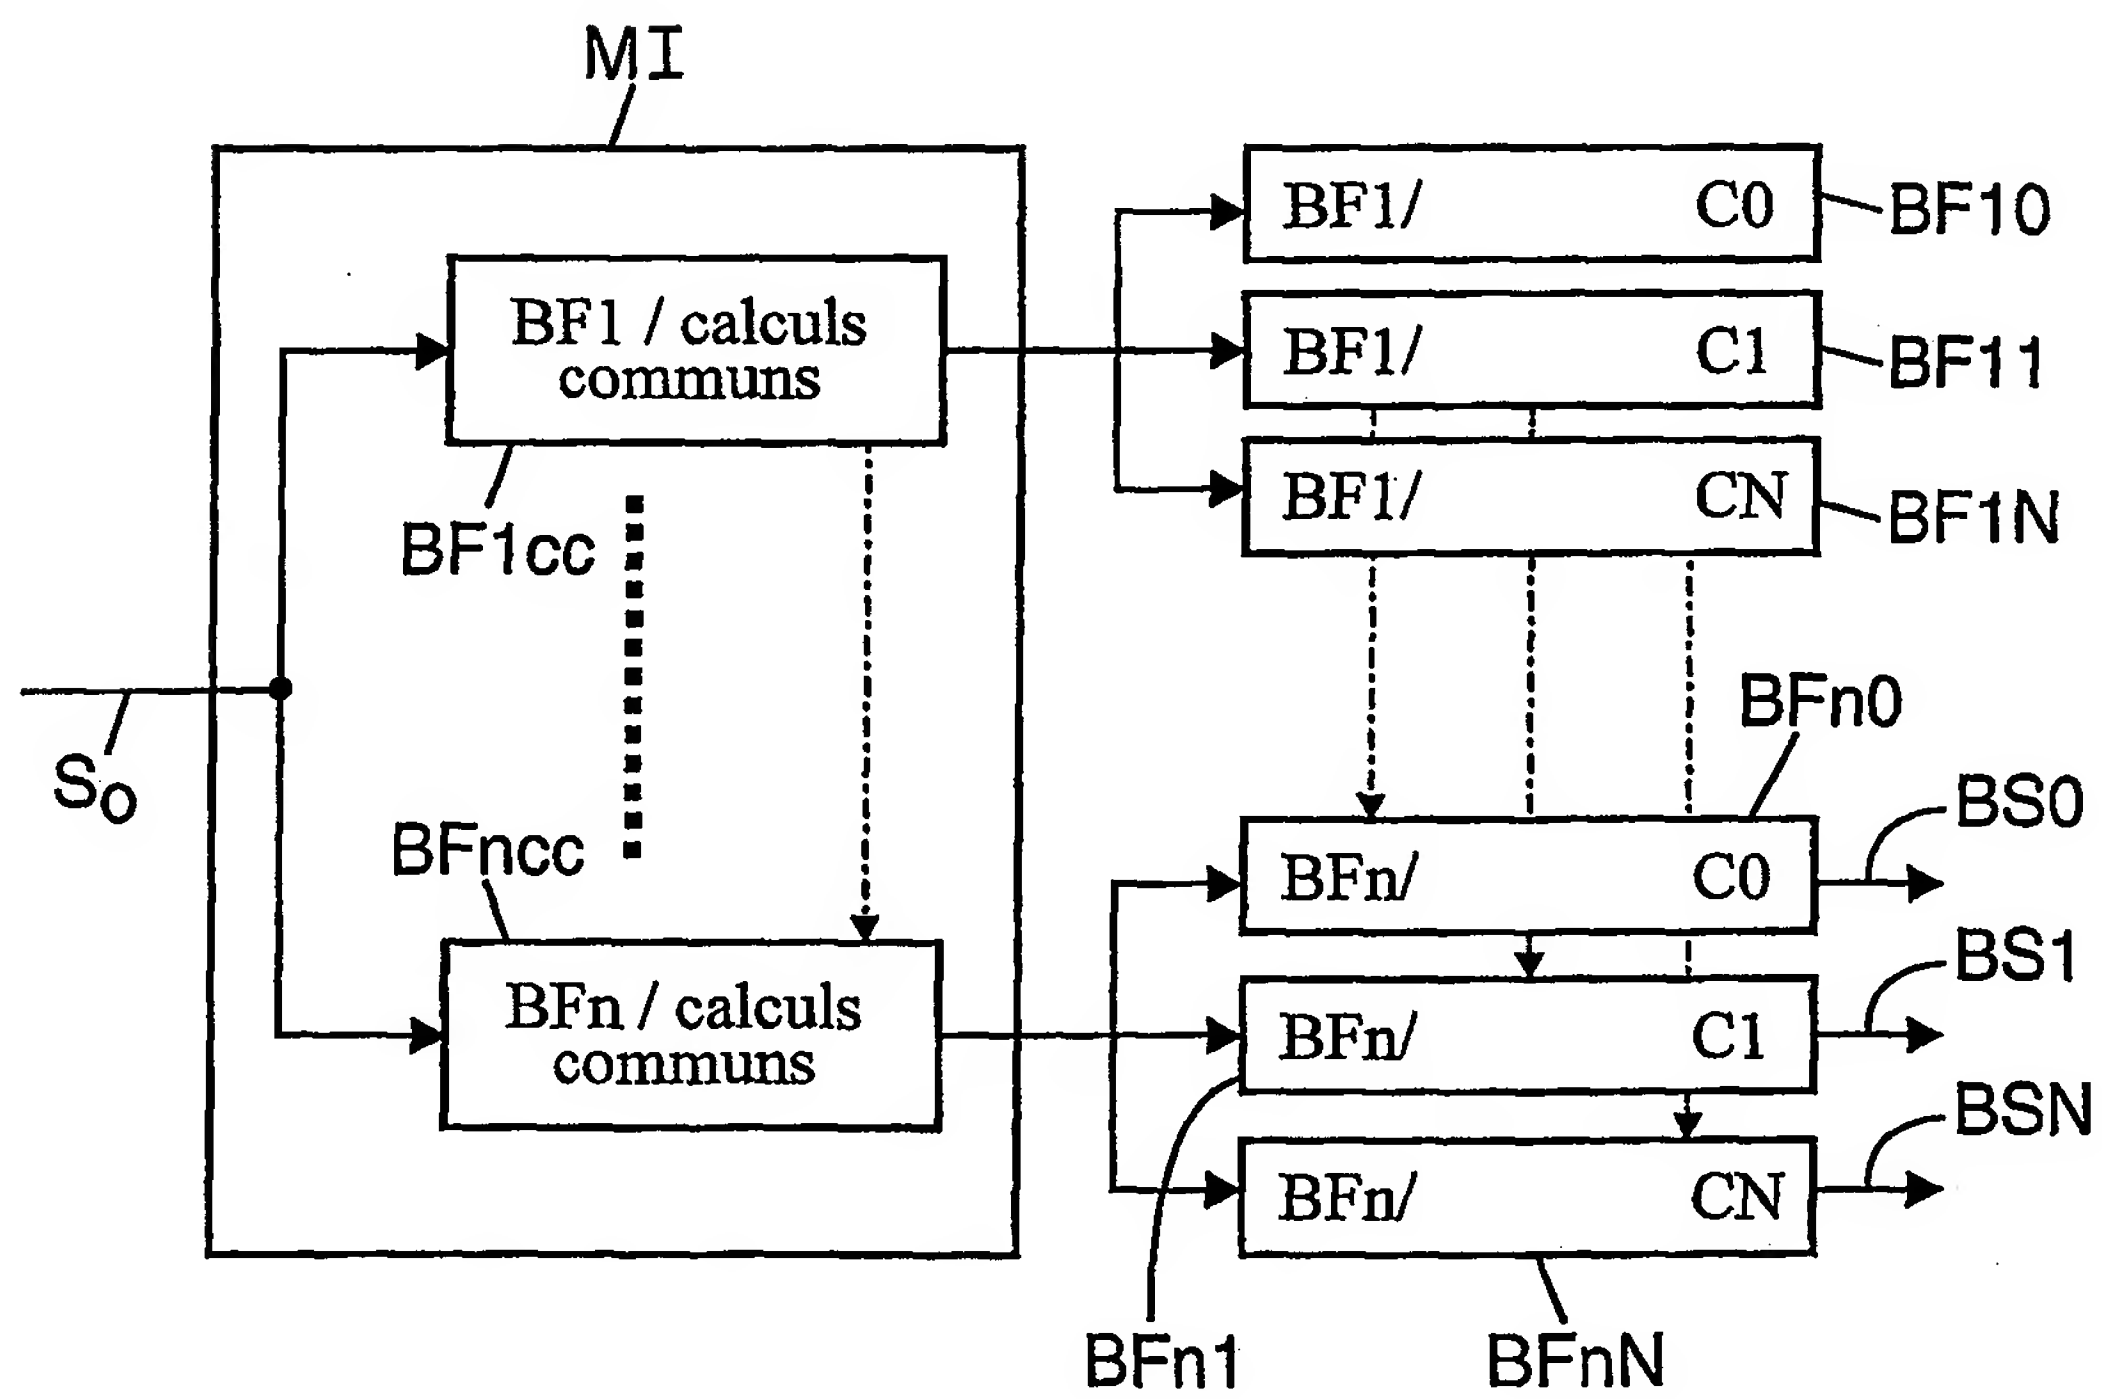 MI
BF1/ C0
BF10
BF1 / calculs
communs
BF1/ C1
BF11
BF1/ CN
BF1N
BF1cc
BFn0
So
BS0
BFncc
BFn/ C0
BS1
BFn / calculs
communs
BFn/ C1
BSN
BFn/ CN
BFn1
BFnN